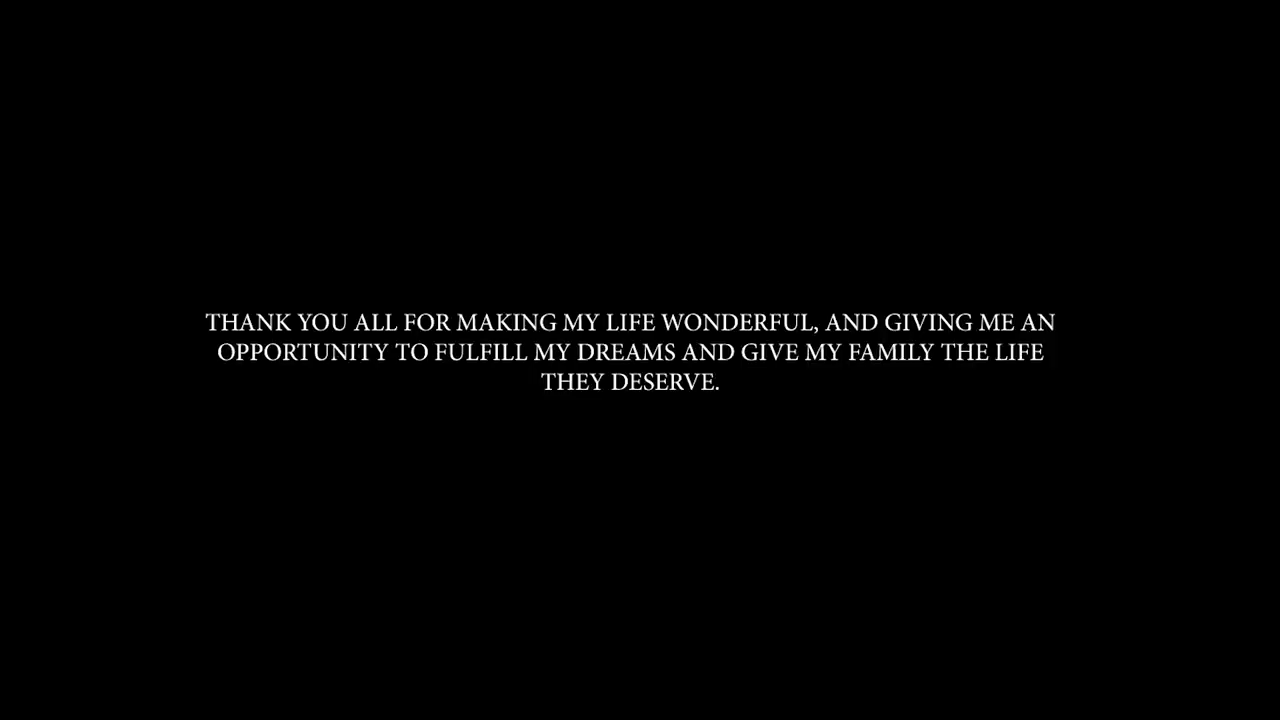 THANK YOU ALL FOR MAKING MY LIFE WONDERFUL, AND GIVING ME AN
OPPORTUNITY TO FULFILL MY DREAMS AND GIVE MY FAMILY THE LIFE
THEY DESERVE.